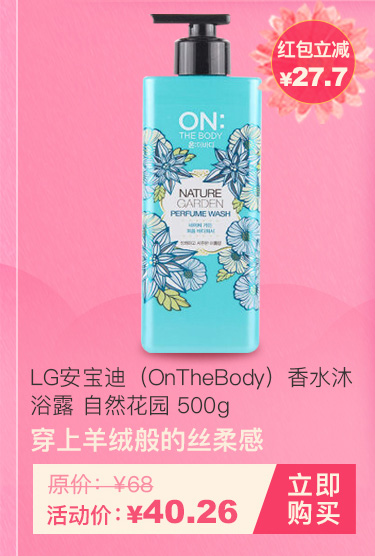 红包立减
¥27.7
ON:
THE BODY
NATURE
GARDEN
PERFUME WASH
LG安宝迪（OnTheBody）香水沐
浴露 自然花园 500g
穿上羊绒般的丝柔感
原价：¥68
活动价：¥40.26
立即
购买